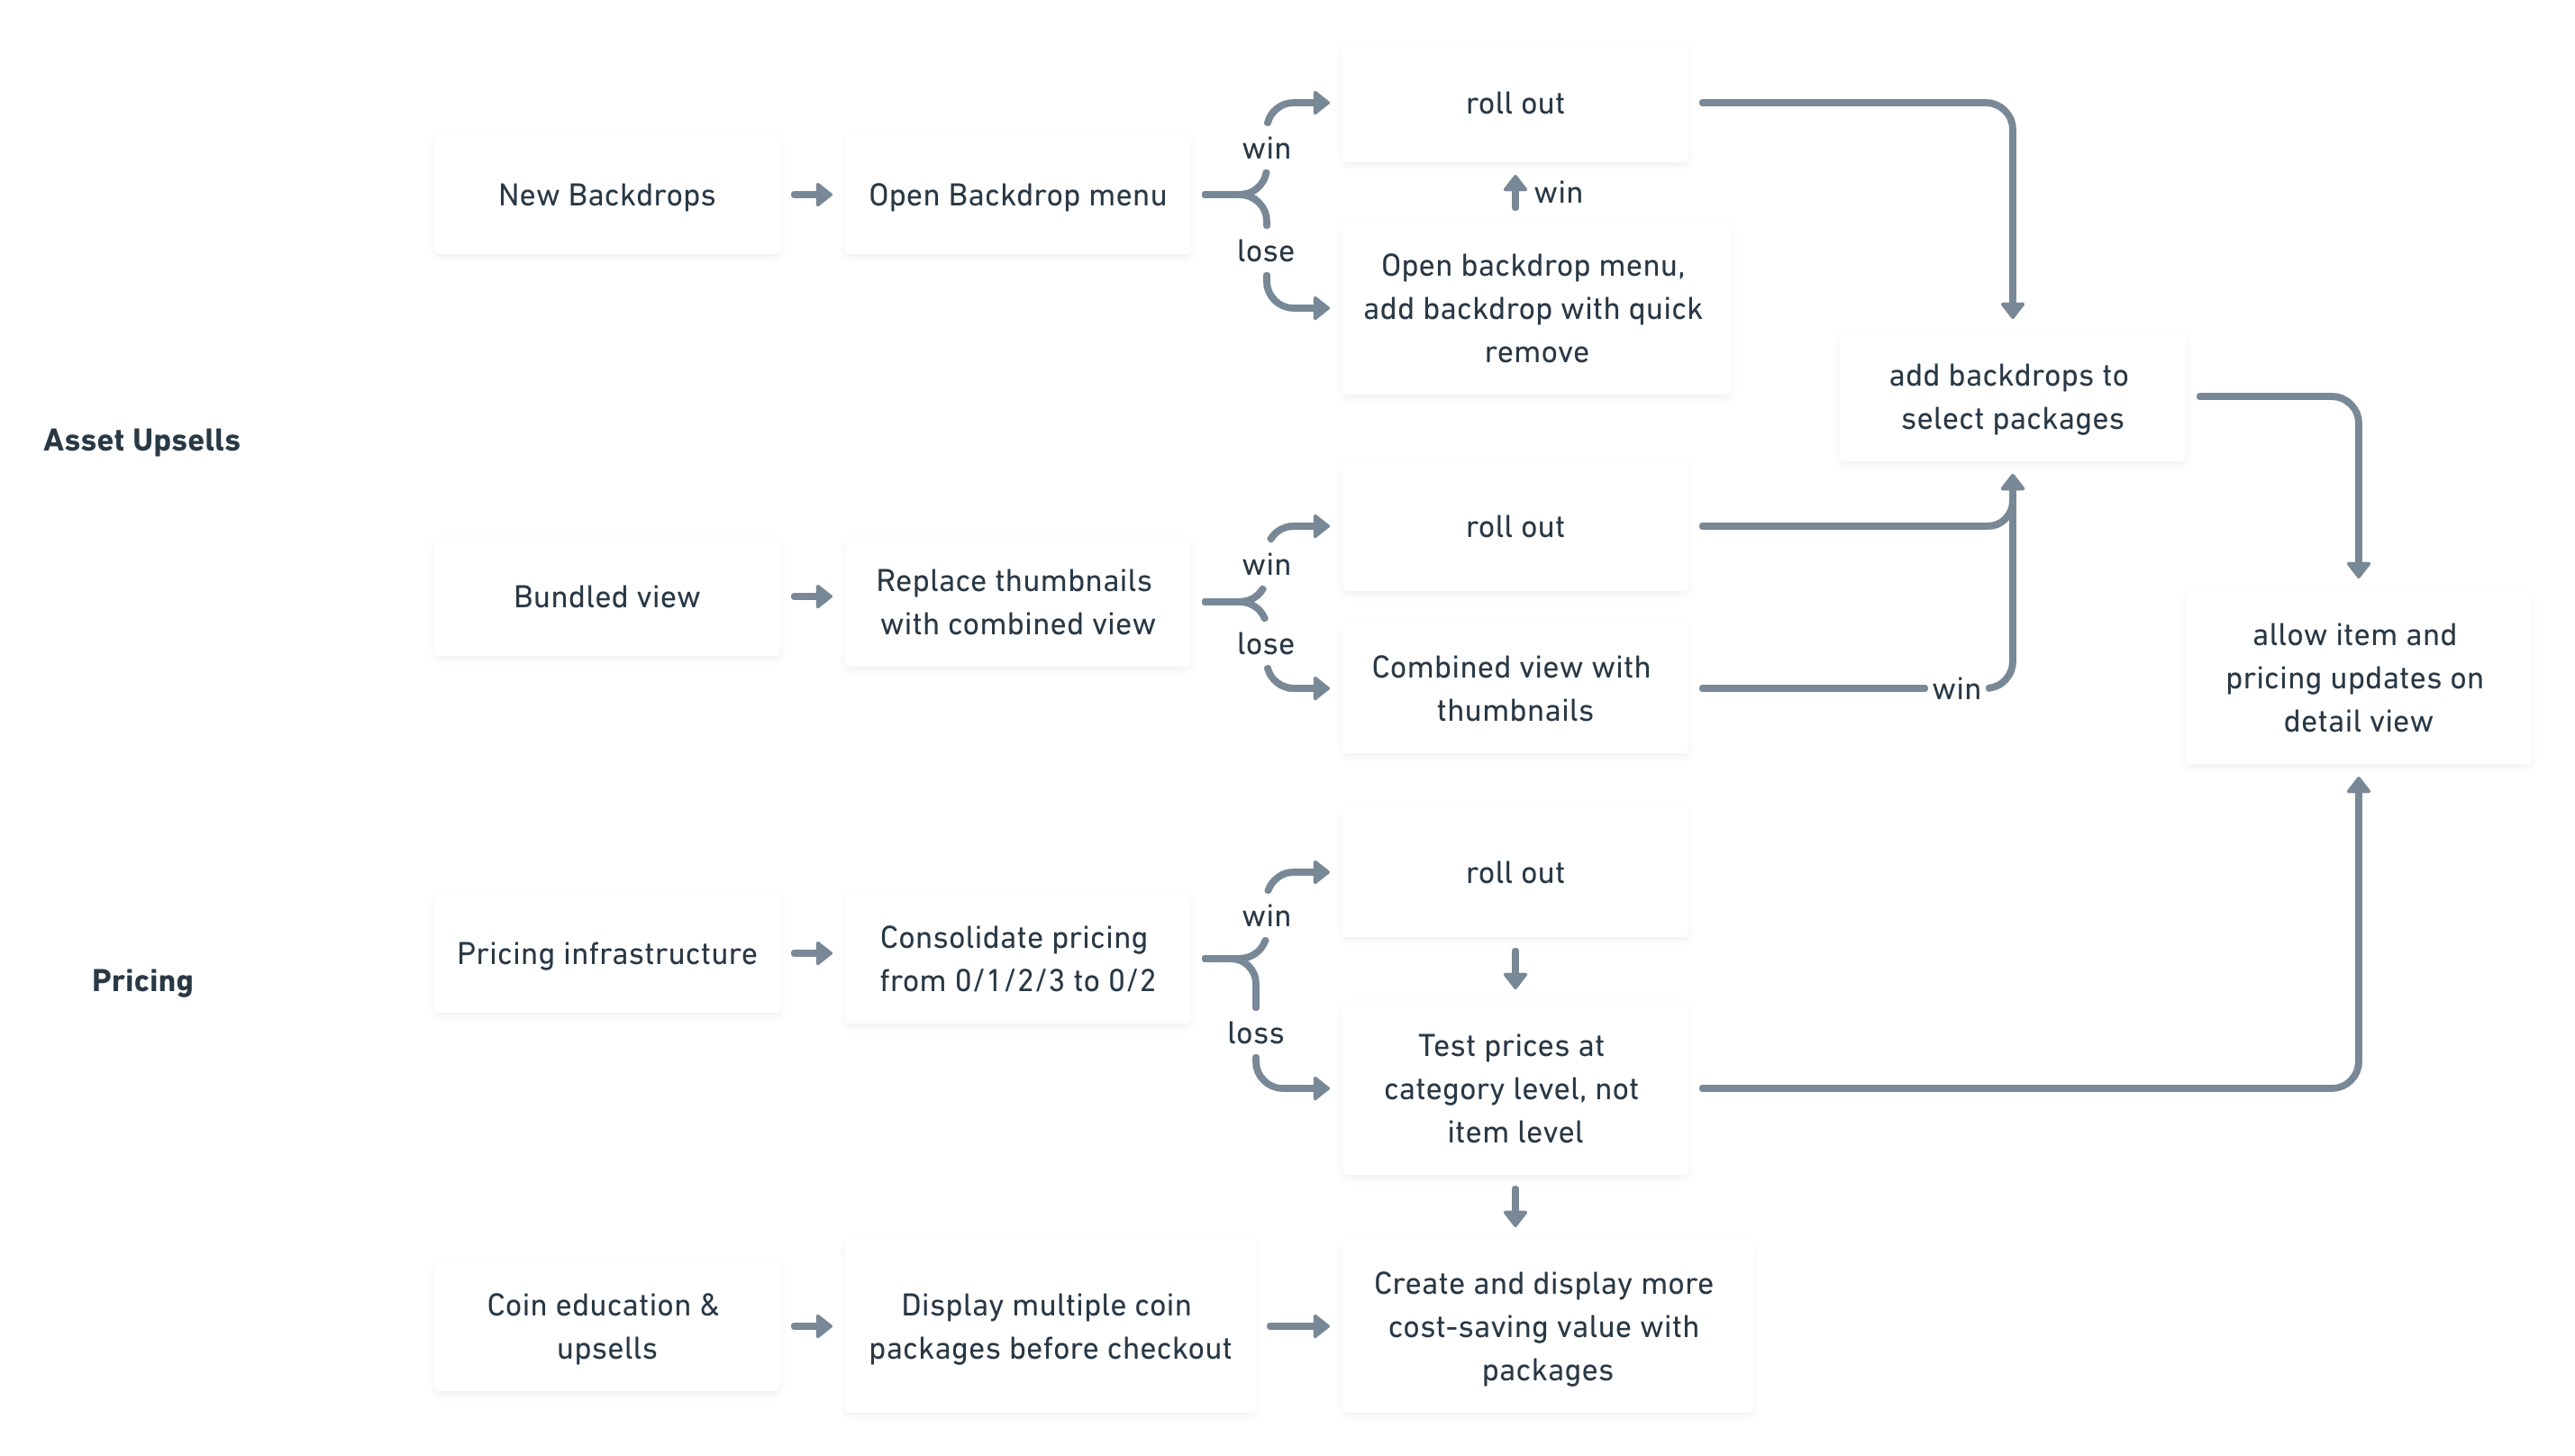 roll out
win
New Backdrops
Open Backdrop menu
win
lose
Open backdrop menu,
add backdrop with quick
remove
add backdrops to
select packages
Asset Upsells
roll out
win
Bundled view
Replace thumbnails
with combined view
lose
Combined view with
thumbnails
win
allow item and
pricing updates on
detail view
roll out
win
Pricing infrastructure
Consolidate pricing
from 0/1/2/3 to 0/2
Pricing
loss
Test prices at
category level, not
item level
Coin education &
upsells
Display multiple coin
packages before checkout
Create and display more
cost-saving value with
packages